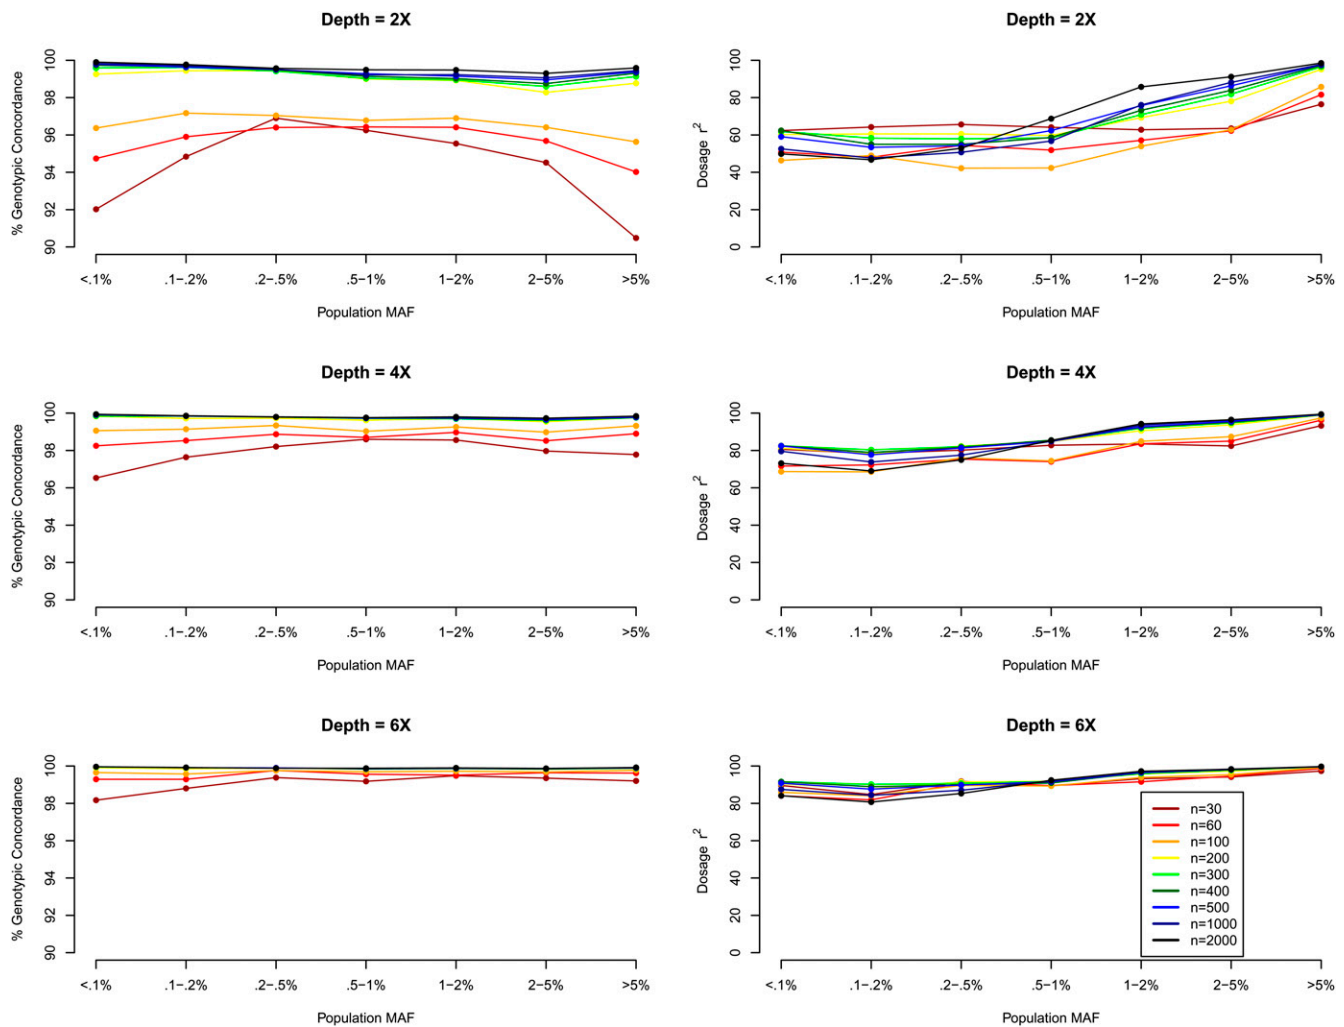 Depth = 2X
% Genotypic Concordance
100
98
96
94
92
90
<.1% .1−.2% .2−.5% .5−1% 1−2% 2−5% >5%
Population MAF
Depth = 2X
Dosage r²
100
80
60
40
20
0
<.1% .1−.2% .2−.5% .5−1% 1−2% 2−5% >5%
Population MAF
Depth = 4X
% Genotypic Concordance
100
98
96
94
92
90
<.1% .1−.2% .2−.5% .5−1% 1−2% 2−5% >5%
Population MAF
Depth = 4X
Dosage r²
100
80
60
40
20
0
<.1% .1−.2% .2−.5% .5−1% 1−2% 2−5% >5%
Population MAF
Depth = 6X
% Genotypic Concordance
100
98
96
94
92
90
<.1% .1−.2% .2−.5% .5−1% 1−2% 2−5% >5%
Population MAF
Depth = 6X
Dosage r²
100
80
60
40
20
0
n=30
n=60
n=100
n=200
n=300
n=400
n=500
n=1000
n=2000
<.1% .1−.2% .2−.5% .5−1% 1−2% 2−5% >5%
Population MAF